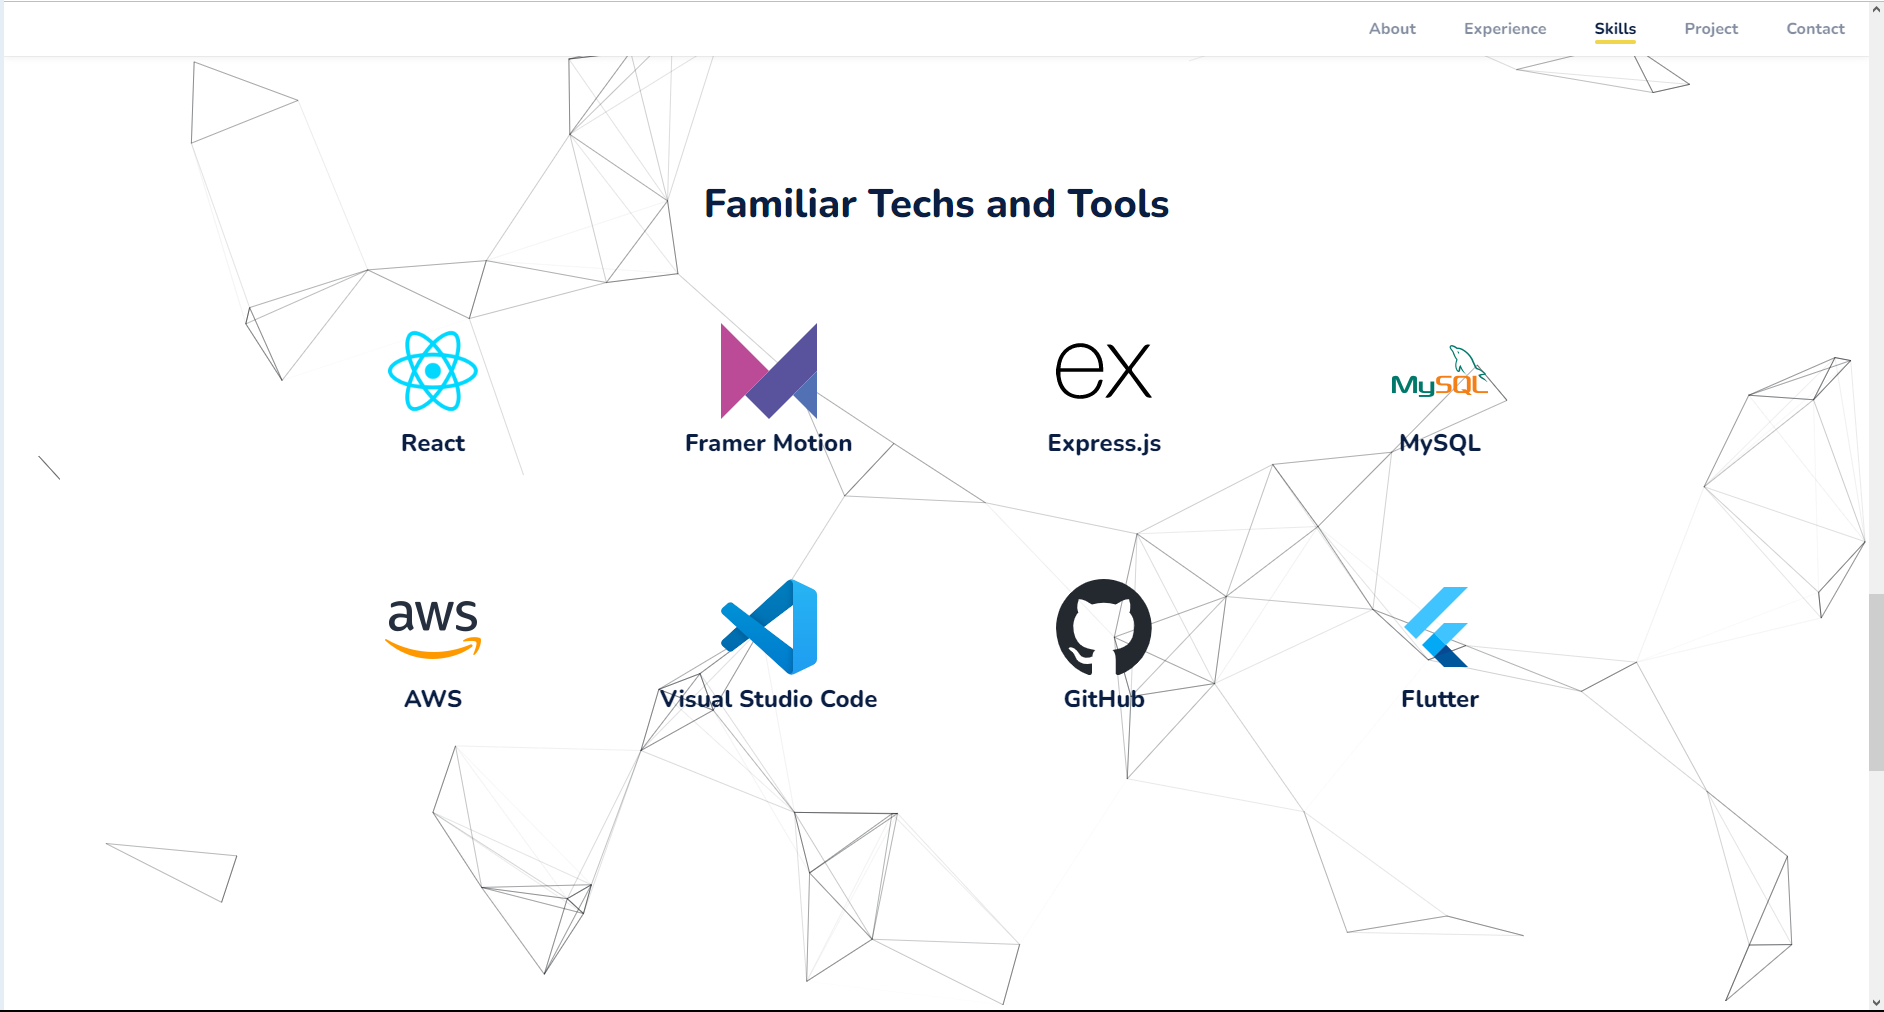 About Experience Skills Project Contact
Familiar Techs and Tools
ex MySQL
React Framer Motion Express.js MySQL
aws
AWS Visual Studio Code GitHub Flutter